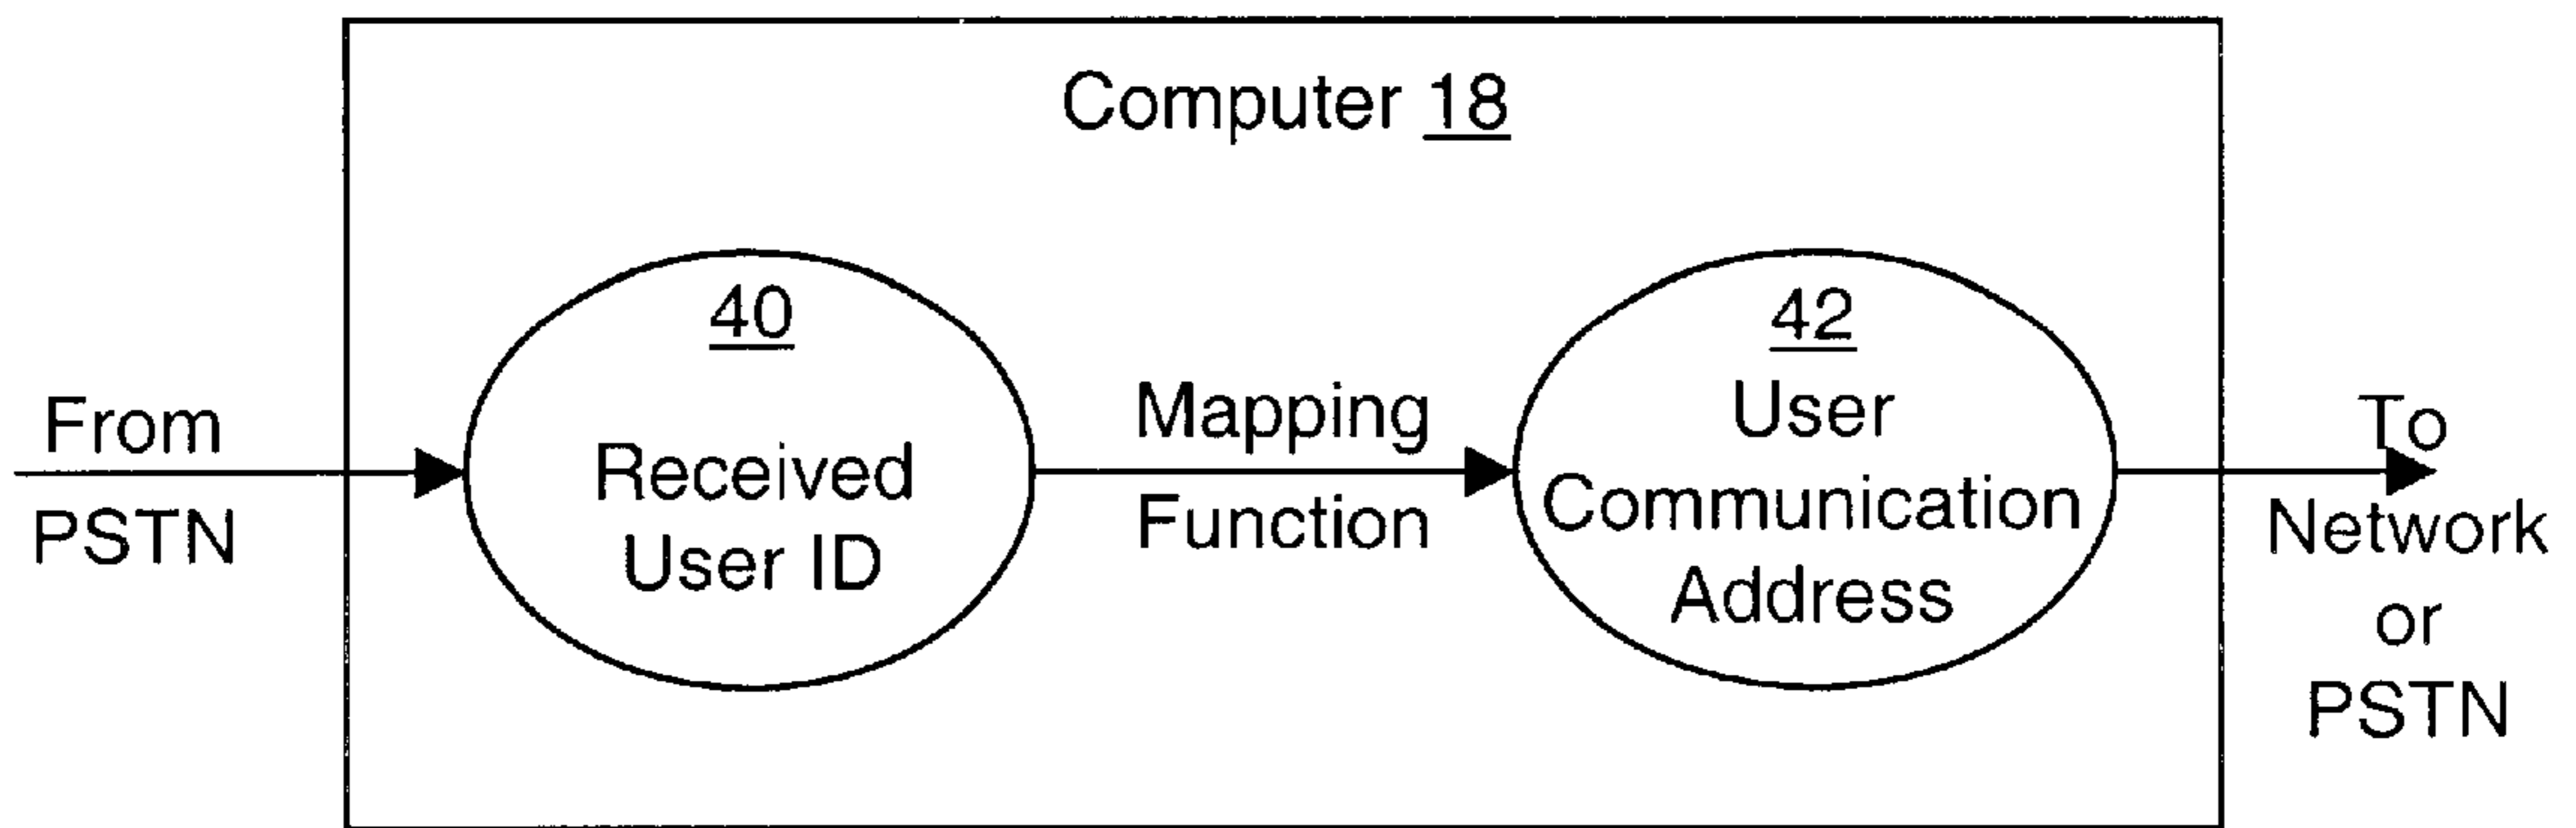 Computer 18
From
PSTN
40
Received
User ID
Mapping
Function
42
User
Communication
Address
To
Network
or
PSTN